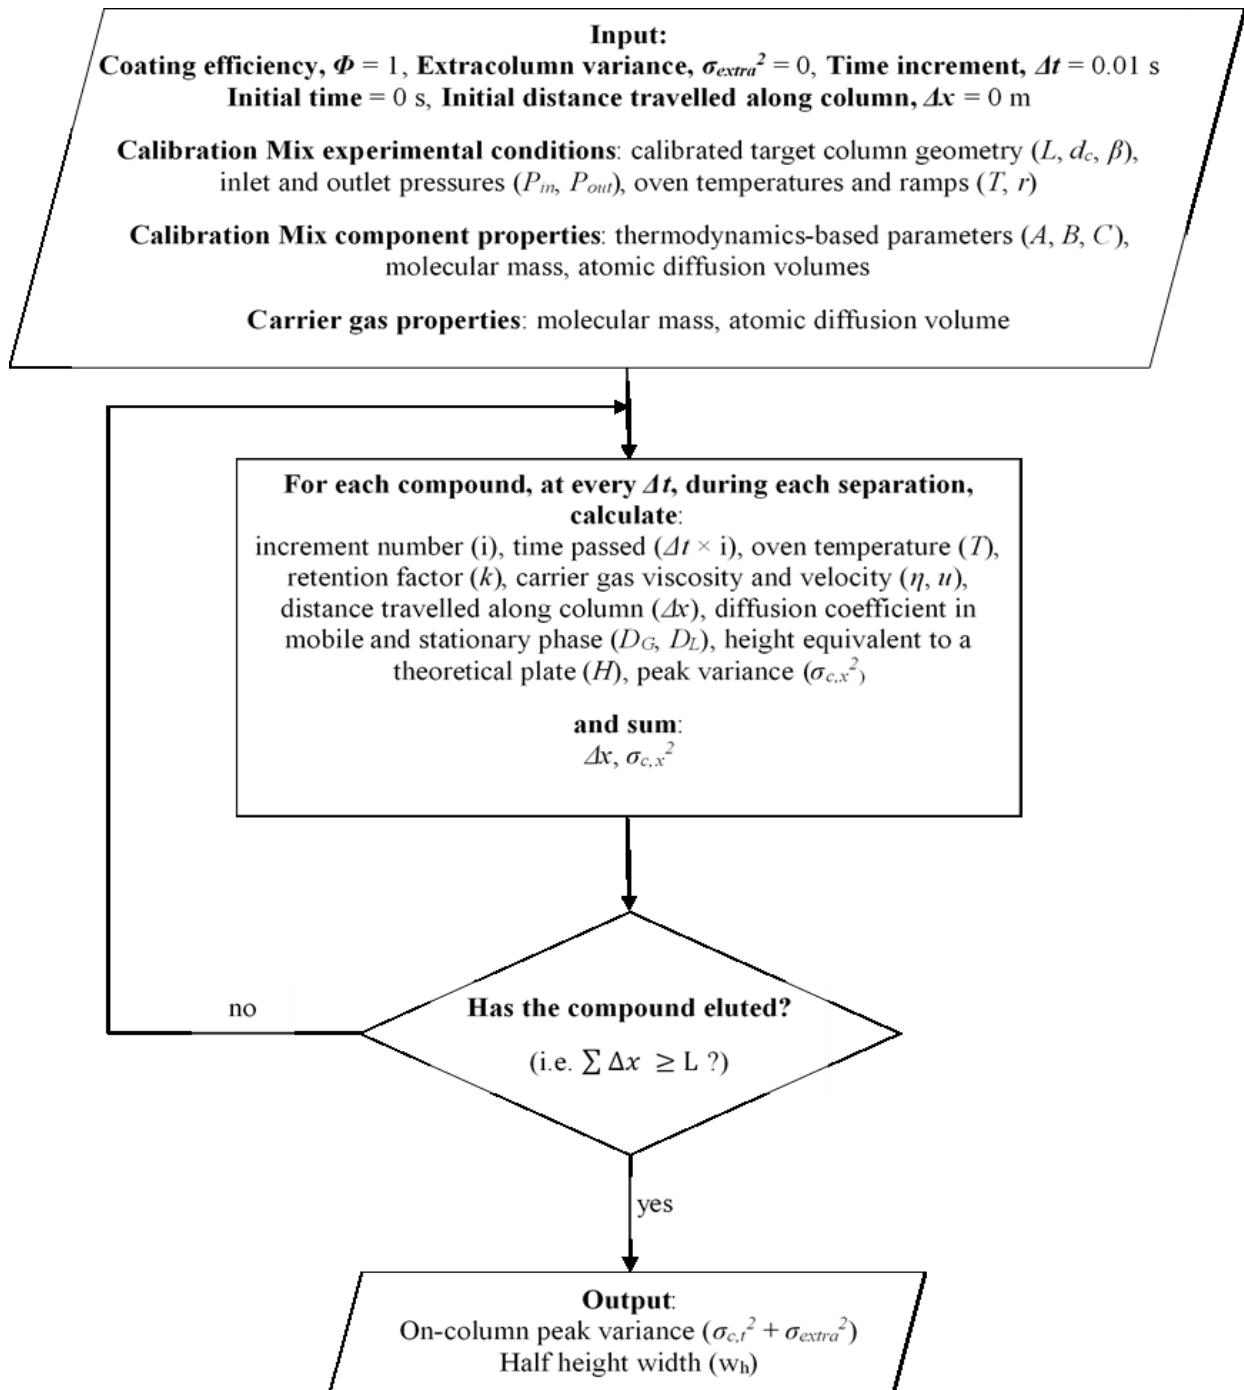 Input:
Coating efficiency, Φ = 1, Extracolumn variance, σextra² = 0, Time increment, Δt = 0.01 s
Initial time = 0 s, Initial distance travelled along column, Δx = 0 m
Calibration Mix experimental conditions: calibrated target column geometry (L, dc, β),
inlet and outlet pressures (Pin, Pout), oven temperatures and ramps (T, r)
Calibration Mix component properties: thermodynamics-based parameters (A, B, C),
molecular mass, atomic diffusion volumes
Carrier gas properties: molecular mass, atomic diffusion volume
For each compound, at every Δt, during each separation,
calculate:
increment number (i), time passed (Δt × i), oven temperature (T),
retention factor (k), carrier gas viscosity and velocity (η, u),
distance travelled along column (Δx), diffusion coefficient in
mobile and stationary phase (DG, DL), height equivalent to a
theoretical plate (H), peak variance (σc,x²)
and sum:
Δx, σc,x²
Has the compound eluted?
(i.e. ∑ Δx ≥ L ?)
no
yes
Output:
On-column peak variance (σc,t² + σextra²)
Half height width (wh)